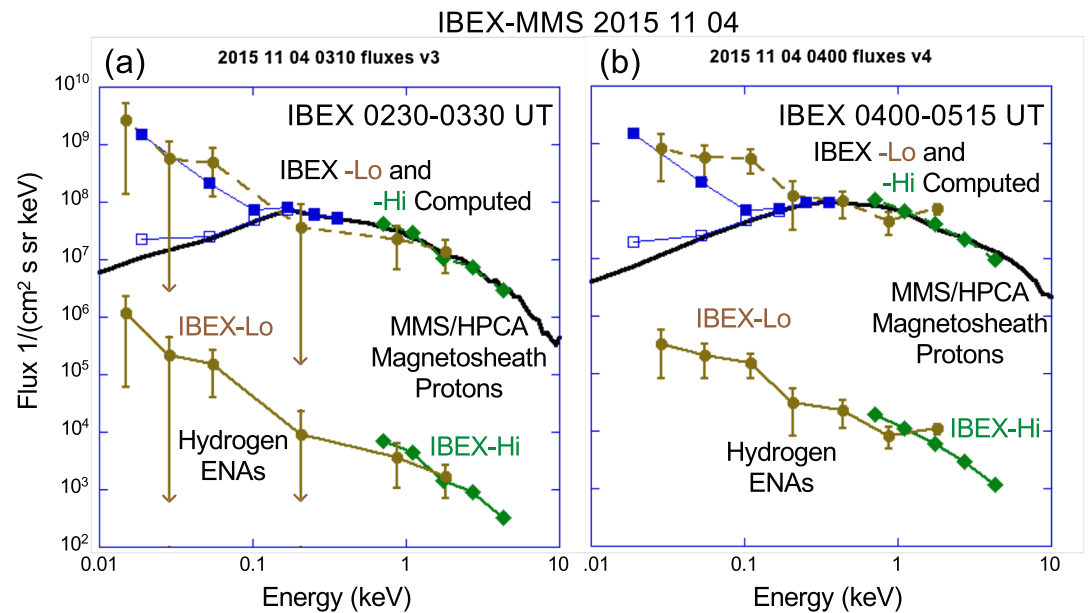 IBEX-MMS 2015 11 04
(a)
2015 11 04 0310 fluxes v3
IBEX 0230-0330 UT
IBEX -Lo and
-Hi Computed
IBEX-Lo
MMS/HPCA
Magnetosheath
Protons
Hydrogen
ENAs
IBEX-Hi
Flux 1/(cm² s sr keV)
10¹⁰
10⁹
10⁸
10⁷
10⁶
10⁵
10⁴
10³
10²
0.01
0.1
1
10
Energy (keV)
(b)
2015 11 04 0400 fluxes v4
IBEX 0400-0515 UT
IBEX -Lo and
-Hi Computed
MMS/HPCA
Magnetosheath
Protons
IBEX-Lo
Hydrogen
ENAs
IBEX-Hi
0.01
0.1
1
10
Energy (keV)